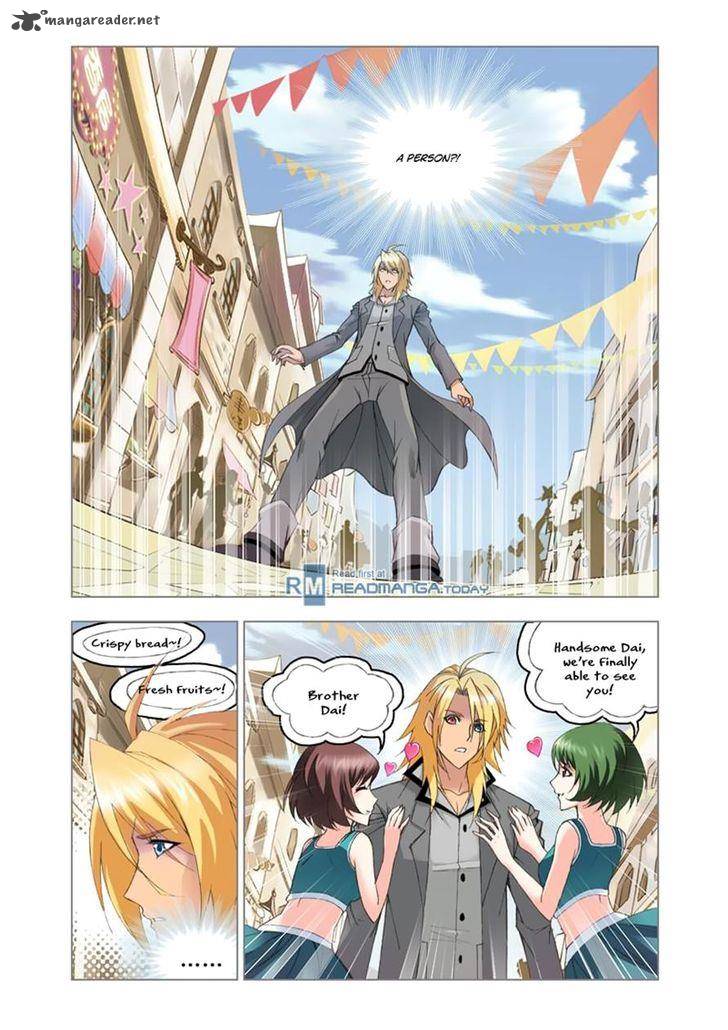 mangareader.net
A PERSON?!
RM Read first at
READMANGA.TODAY
Crispy bread~!
Fresh Fruits~!
......
Brother
Dai!
Handsome Dai,
we're Finally
able to see
you!